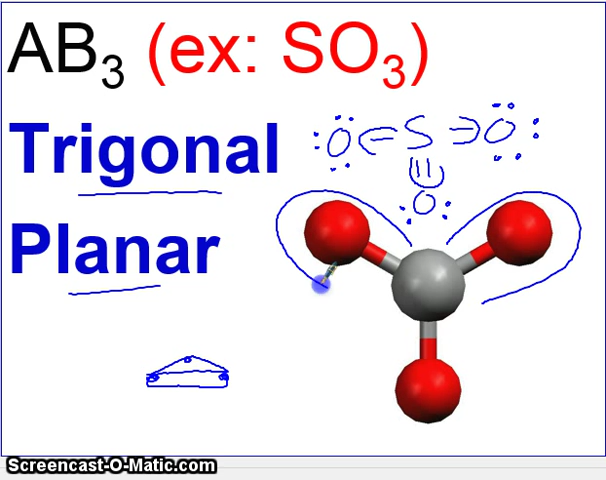 AB3 (ex: SO3)
Trigonal
Planar
O S O
O
Screencast-O-Matic.com